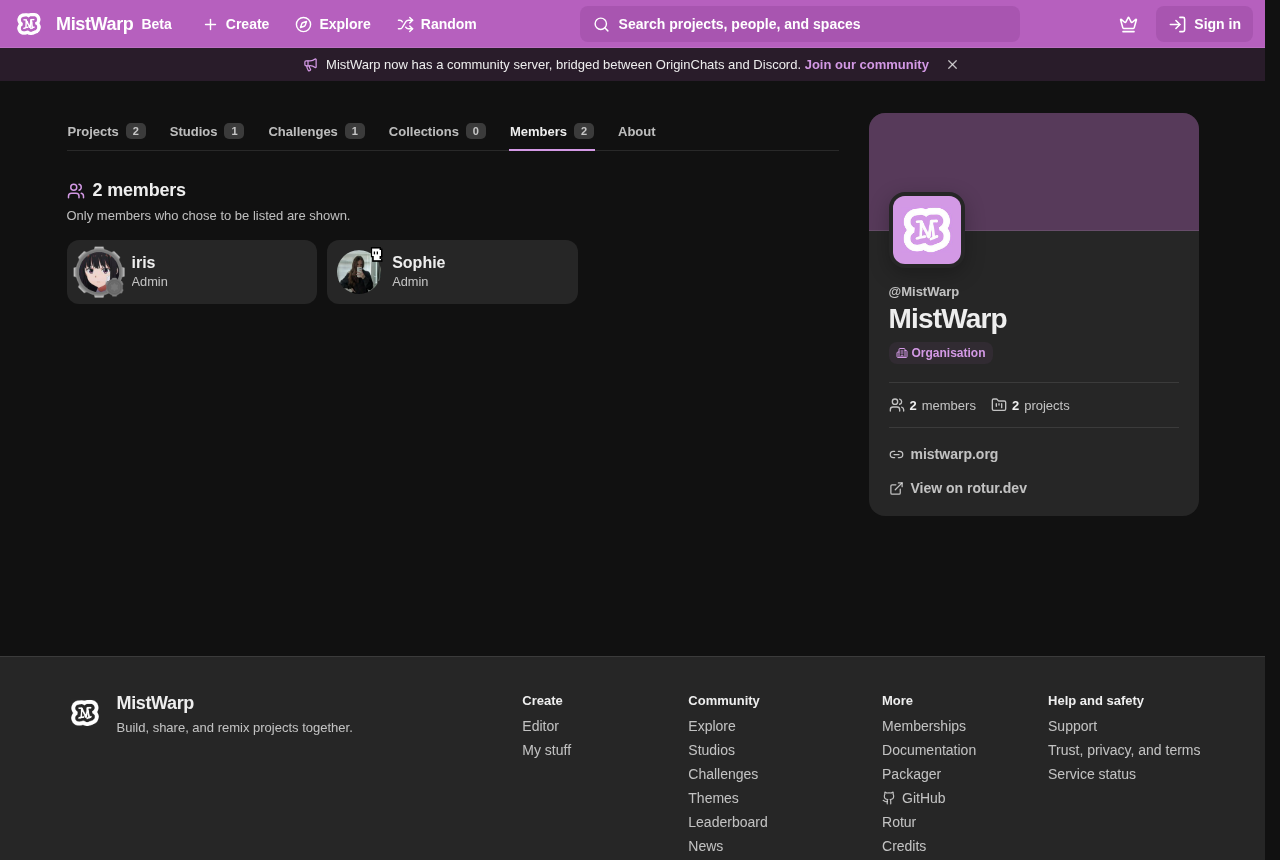 MistWarp Beta
Create
Explore
Random
Search projects, people, and spaces
Sign in
MistWarp now has a community server, bridged between OriginChats and Discord. Join our community
Projects 2
Studios 1
Challenges 1
Collections 0
Members 2
About
2 members
Only members who chose to be listed are shown.
iris
Admin
Sophie
Admin
M
@MistWarp
MistWarp
Organisation
2 members
2 projects
mistwarp.org
View on rotur.dev
MistWarp
Build, share, and remix projects together.
Create
Editor
My stuff
Community
Explore
Studios
Challenges
Themes
Leaderboard
News
More
Memberships
Documentation
Packager
GitHub
Rotur
Credits
Help and safety
Support
Trust, privacy, and terms
Service status